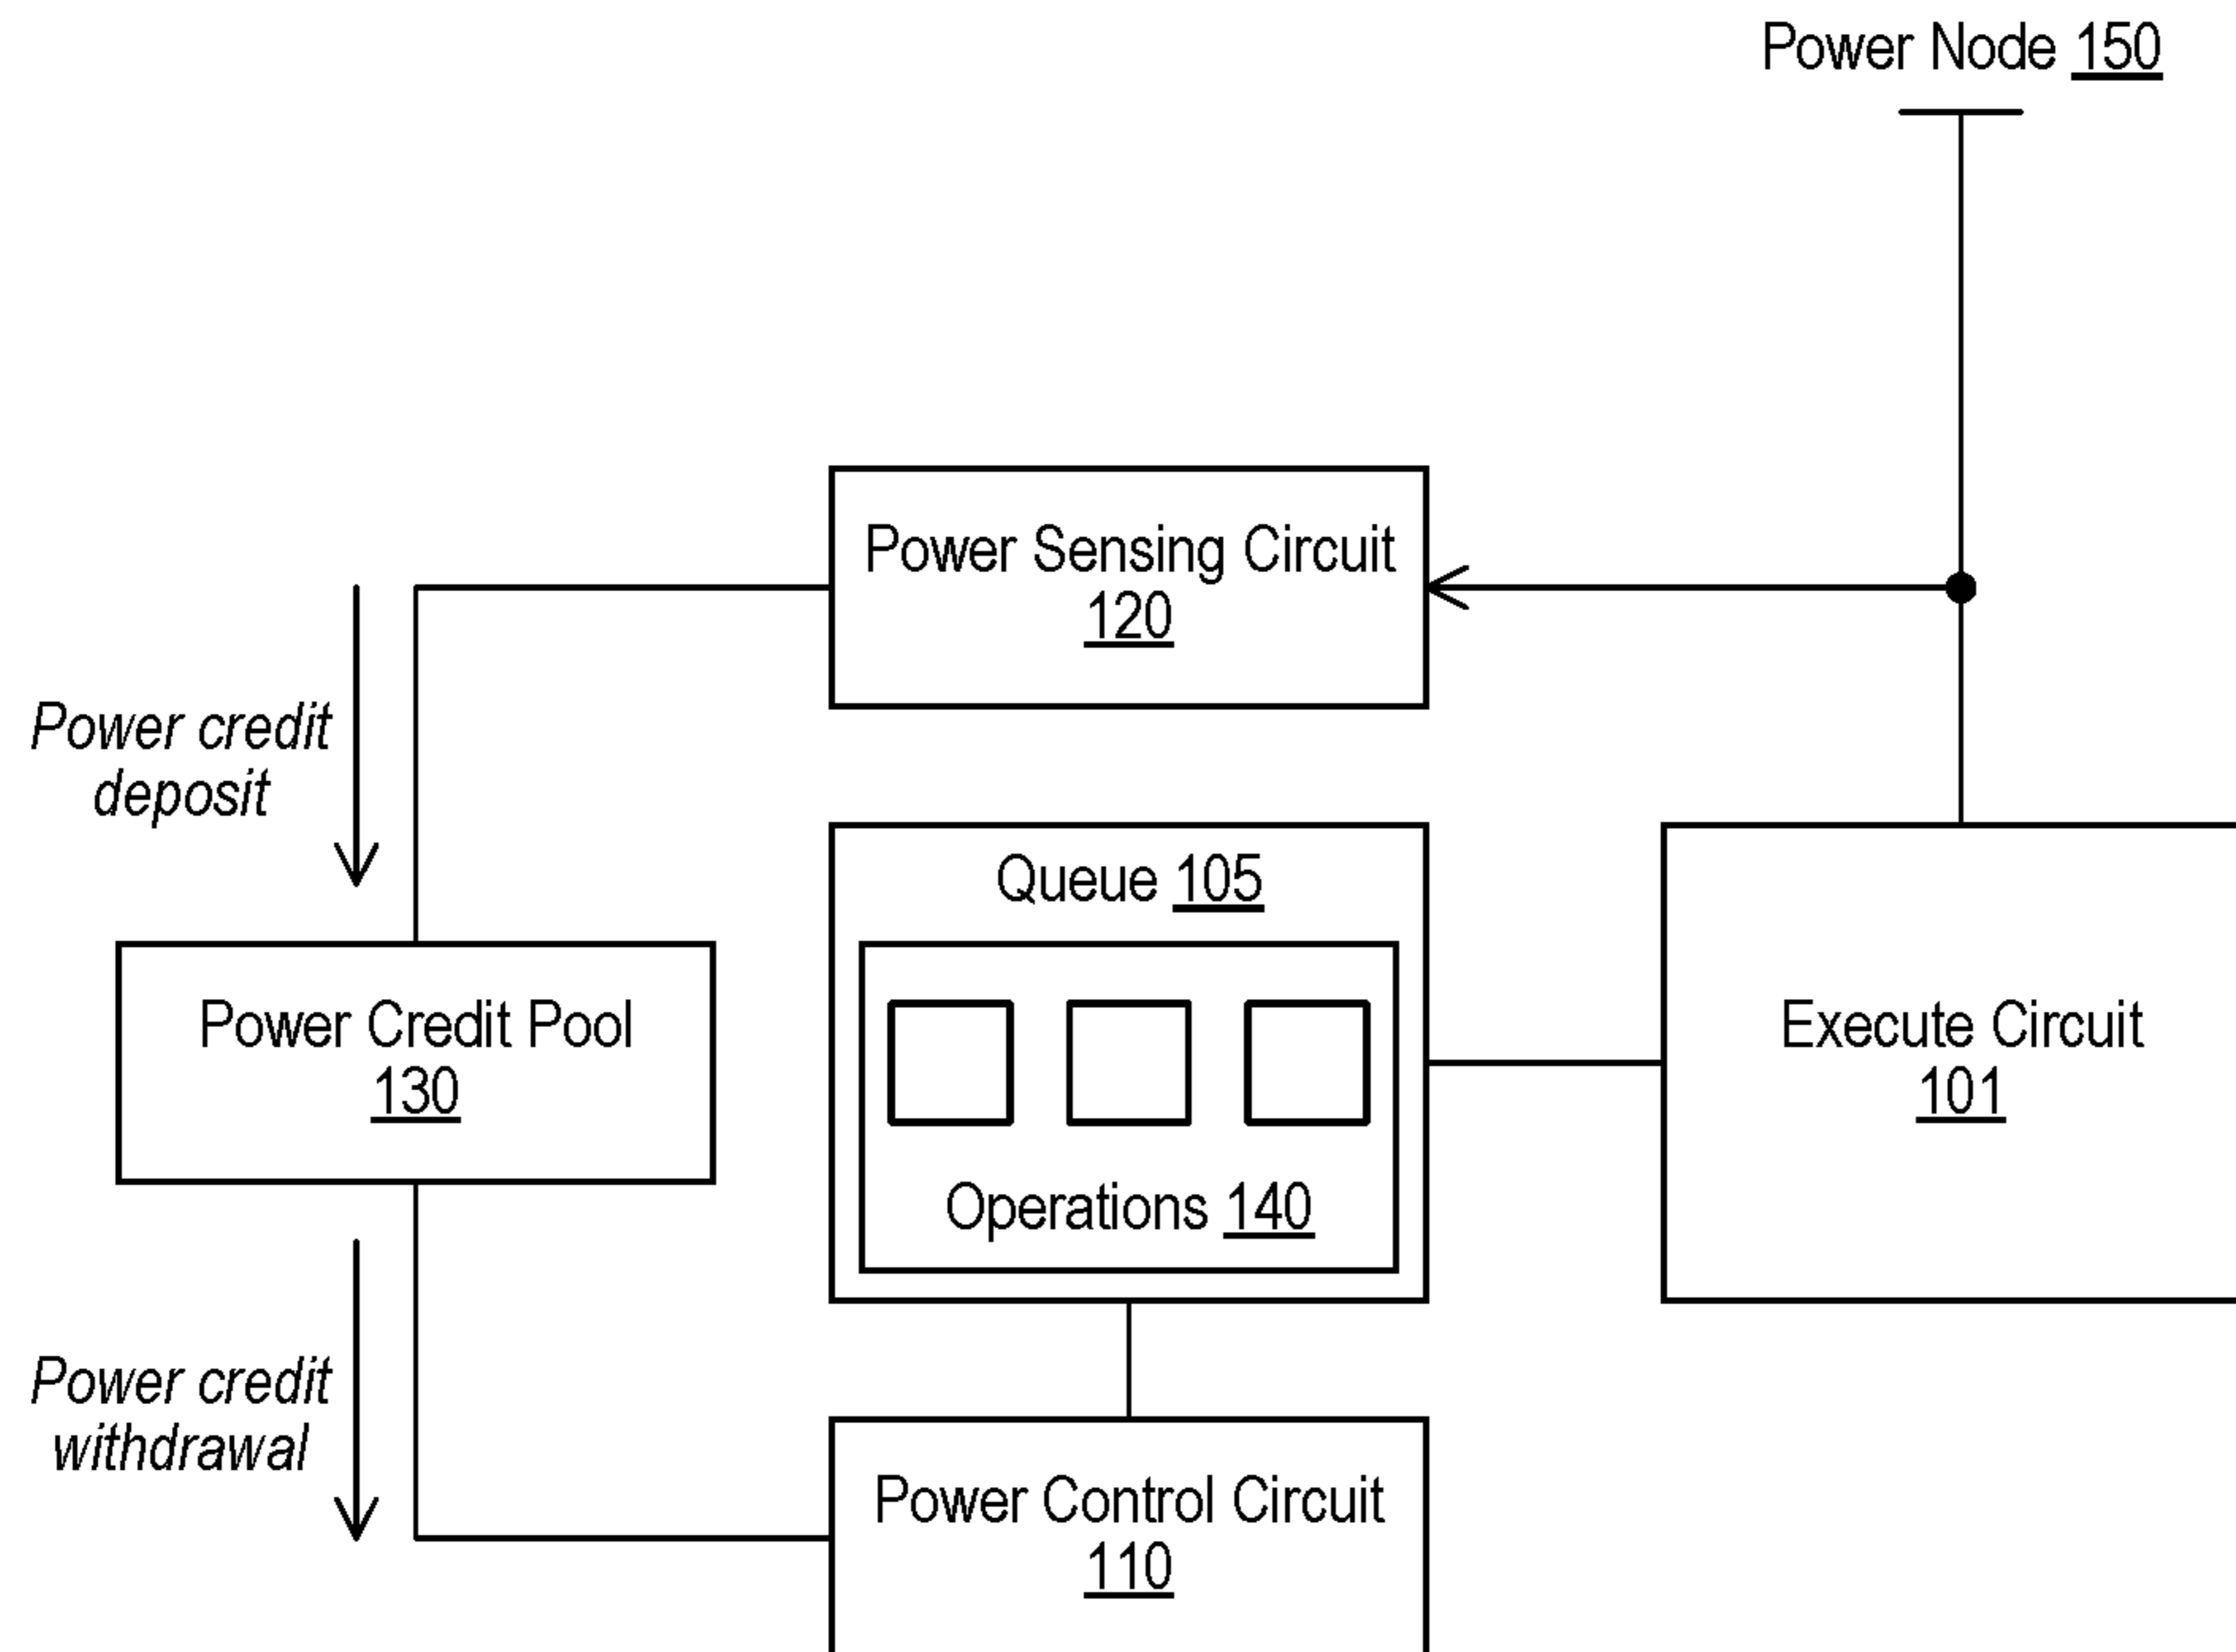 Power Node 150
Power Sensing Circuit
120
Power credit
deposit
Queue 105
Power Credit Pool
130
Execute Circuit
101
Operations 140
Power credit
withdrawal
Power Control Circuit
110